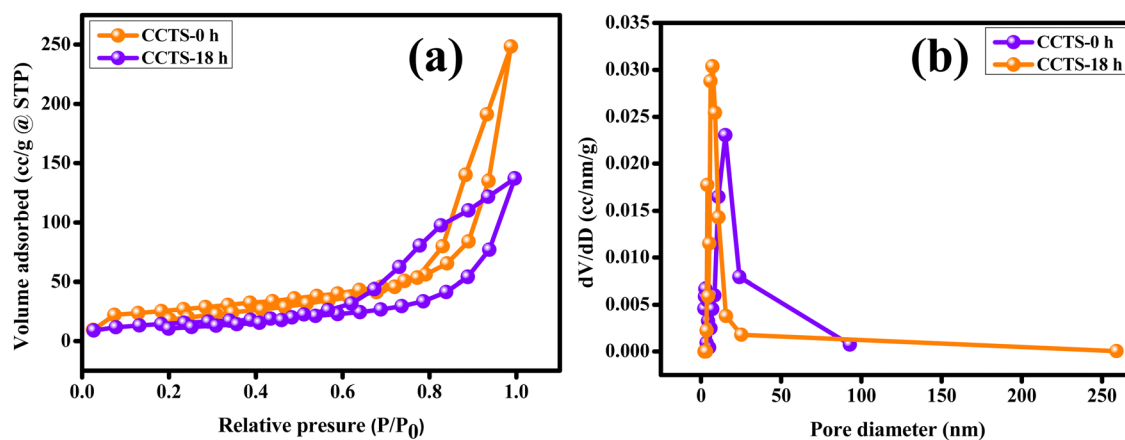 (a)
CCTS-0 h
CCTS-18 h
Volume adsorbed (cc/g @ STP)
250
200
150
100
50
0
0.0
0.2
0.4
0.6
0.8
1.0
Relative presure (P/P0)
(b)
CCTS-0 h
CCTS-18 h
dV/dD (cc/nm/g)
0.035
0.030
0.025
0.020
0.015
0.010
0.005
0.000
0
50
100
150
200
250
Pore diameter (nm)